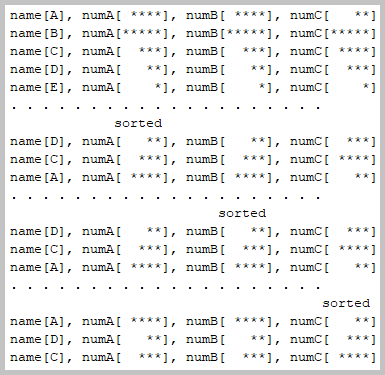 name[A], numA[ ****], numB[ ****], numC[   **]
name[B], numA[*****], numB[*****], numC[*****]
name[C], numA[  ***], numB[  ***], numC[ ****]
name[D], numA[   **], numB[   **], numC[  ***]
name[E], numA[    *], numB[    *], numC[    *]
. . . . . . . . . . . . . . . . . . . . .
             sorted
name[D], numA[   **], numB[   **], numC[  ***]
name[C], numA[  ***], numB[  ***], numC[ ****]
name[A], numA[ ****], numB[ ****], numC[   **]
. . . . . . . . . . . . . . . . . . . . .
                          sorted
name[D], numA[   **], numB[   **], numC[  ***]
name[C], numA[  ***], numB[  ***], numC[ ****]
name[A], numA[ ****], numB[ ****], numC[   **]
. . . . . . . . . . . . . . . . . . . . .
                                       sorted
name[A], numA[ ****], numB[ ****], numC[   **]
name[D], numA[   **], numB[   **], numC[  ***]
name[C], numA[  ***], numB[  ***], numC[ ****]